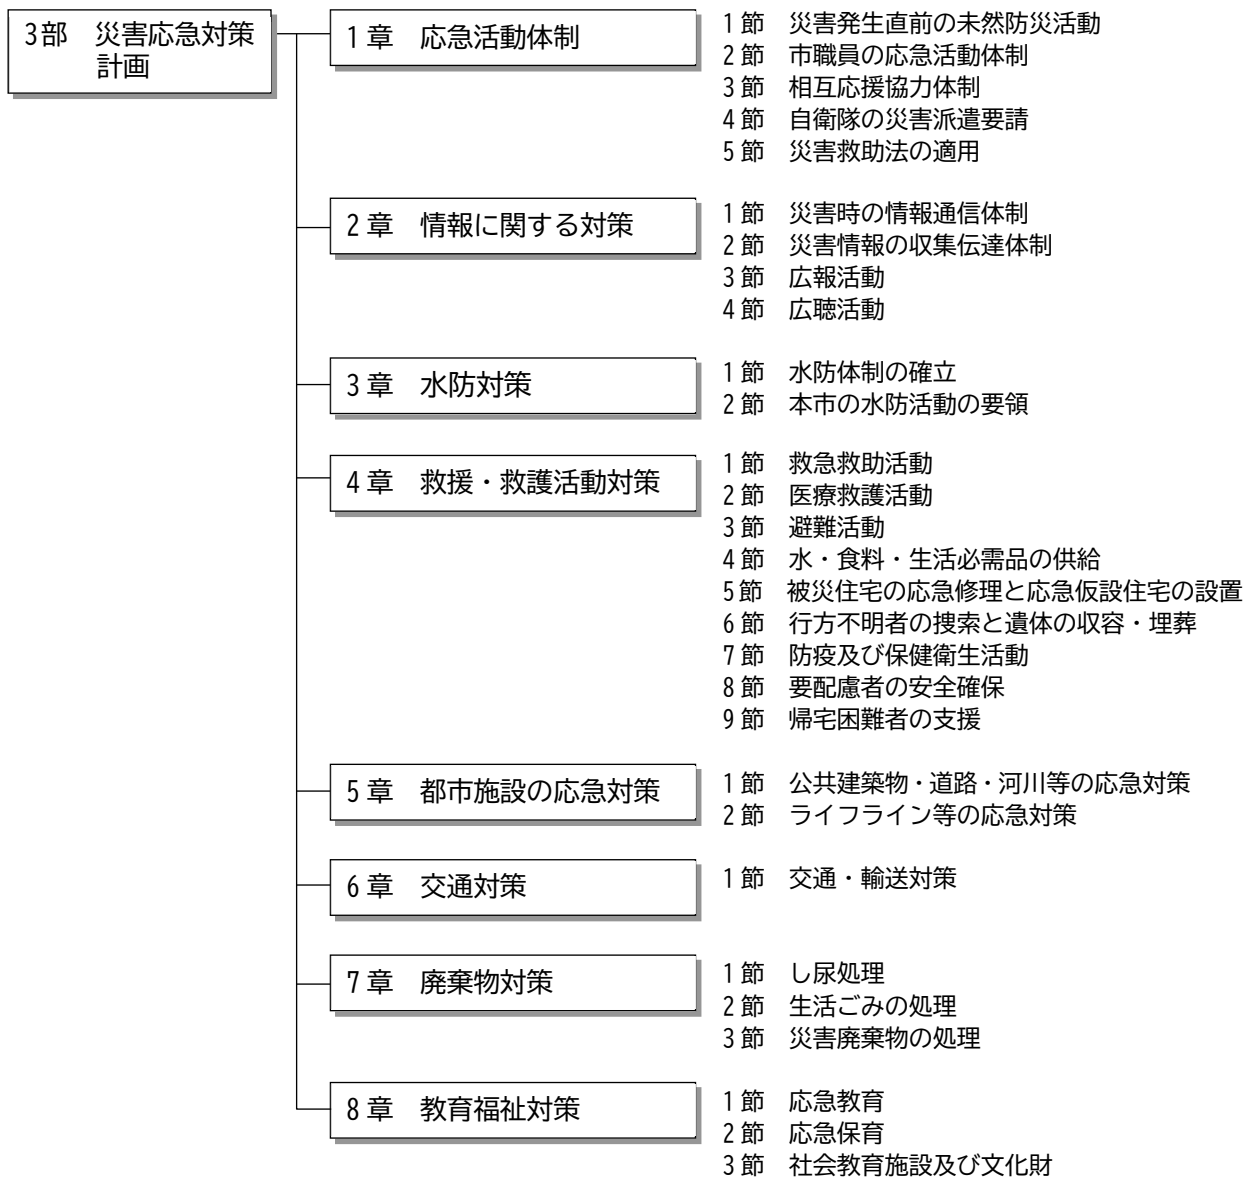 3部　災害応急対策
計画
1章　応急活動体制
1節　災害発生直前の未然防災活動
2節　市職員の応急活動体制
3節　相互応援協力体制
4節　自衛隊の災害派遣要請
5節　災害救助法の適用
2章　情報に関する対策
1節　災害時の情報通信体制
2節　災害情報の収集伝達体制
3節　広報活動
4節　広聴活動
3章　水防対策
1節　水防体制の確立
2節　本市の水防活動の要領
4章　救援・救護活動対策
1節　救急救助活動
2節　医療救護活動
3節　避難活動
4節　水・食料・生活必需品の供給
5節　被災住宅の応急修理と応急仮設住宅の設置
6節　行方不明者の捜索と遺体の収容・埋葬
7節　防疫及び保健衛生活動
8節　要配慮者の安全確保
9節　帰宅困難者の支援
5章　都市施設の応急対策
1節　公共建築物・道路・河川等の応急対策
2節　ライフライン等の応急対策
6章　交通対策
1節　交通・輸送対策
7章　廃棄物対策
1節　し尿処理
2節　生活ごみの処理
3節　災害廃棄物の処理
8章　教育福祉対策
1節　応急教育
2節　応急保育
3節　社会教育施設及び文化財